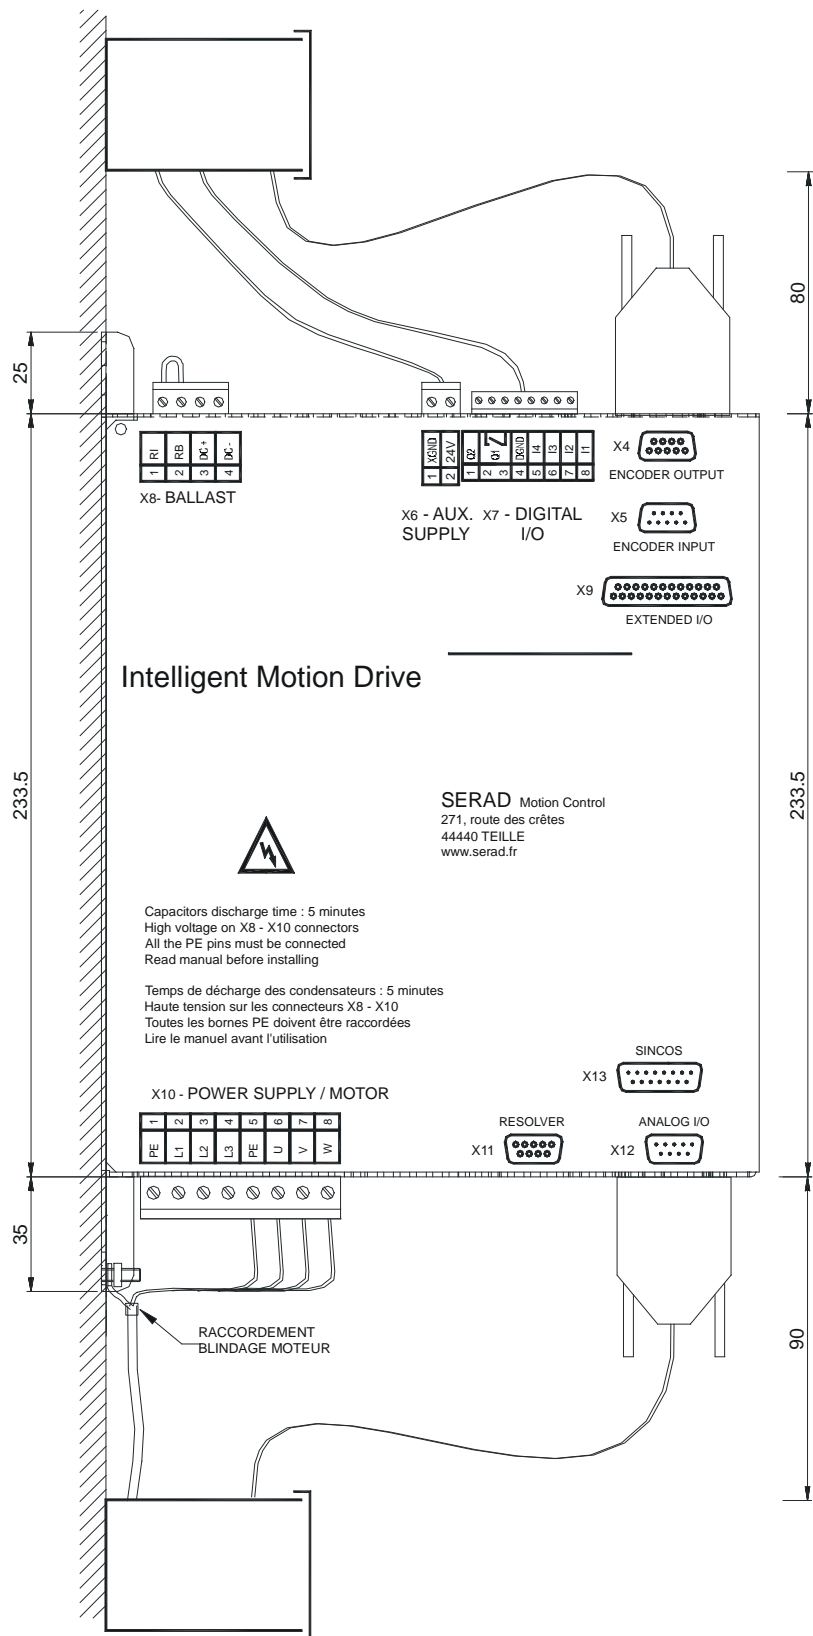 80
25
RI RB DC+ DC-
1 2 3 4
X8- BALLAST
XGND 24V
1 2
X6 - AUX.
SUPPLY
Q2 Q1 DGND I4 I3 I2 I1
1 2 3 4 5 6 7 8
X7 - DIGITAL
I/O
X4
ENCODER OUTPUT
X5
ENCODER INPUT
X9
EXTENDED I/O
Intelligent Motion Drive
233.5
233.5
SERAD Motion Control
271, route des crêtes
44440 TEILLE
www.serad.fr
Capacitors discharge time : 5 minutes
High voltage on X8 - X10 connectors
All the PE pins must be connected
Read manual before installing
Temps de décharge des condensateurs : 5 minutes
Haute tension sur les connecteurs X8 - X10
Toutes les bornes PE doivent être raccordées
Lire le manuel avant l'utilisation
SINCOS
X13
X10 - POWER SUPPLY / MOTOR
1 2 3 4 5 6 7 8
PE L1 L2 L3 PE U V W
RESOLVER
X11
ANALOG I/O
X12
35
RACCORDEMENT
BLINDAGE MOTEUR
90